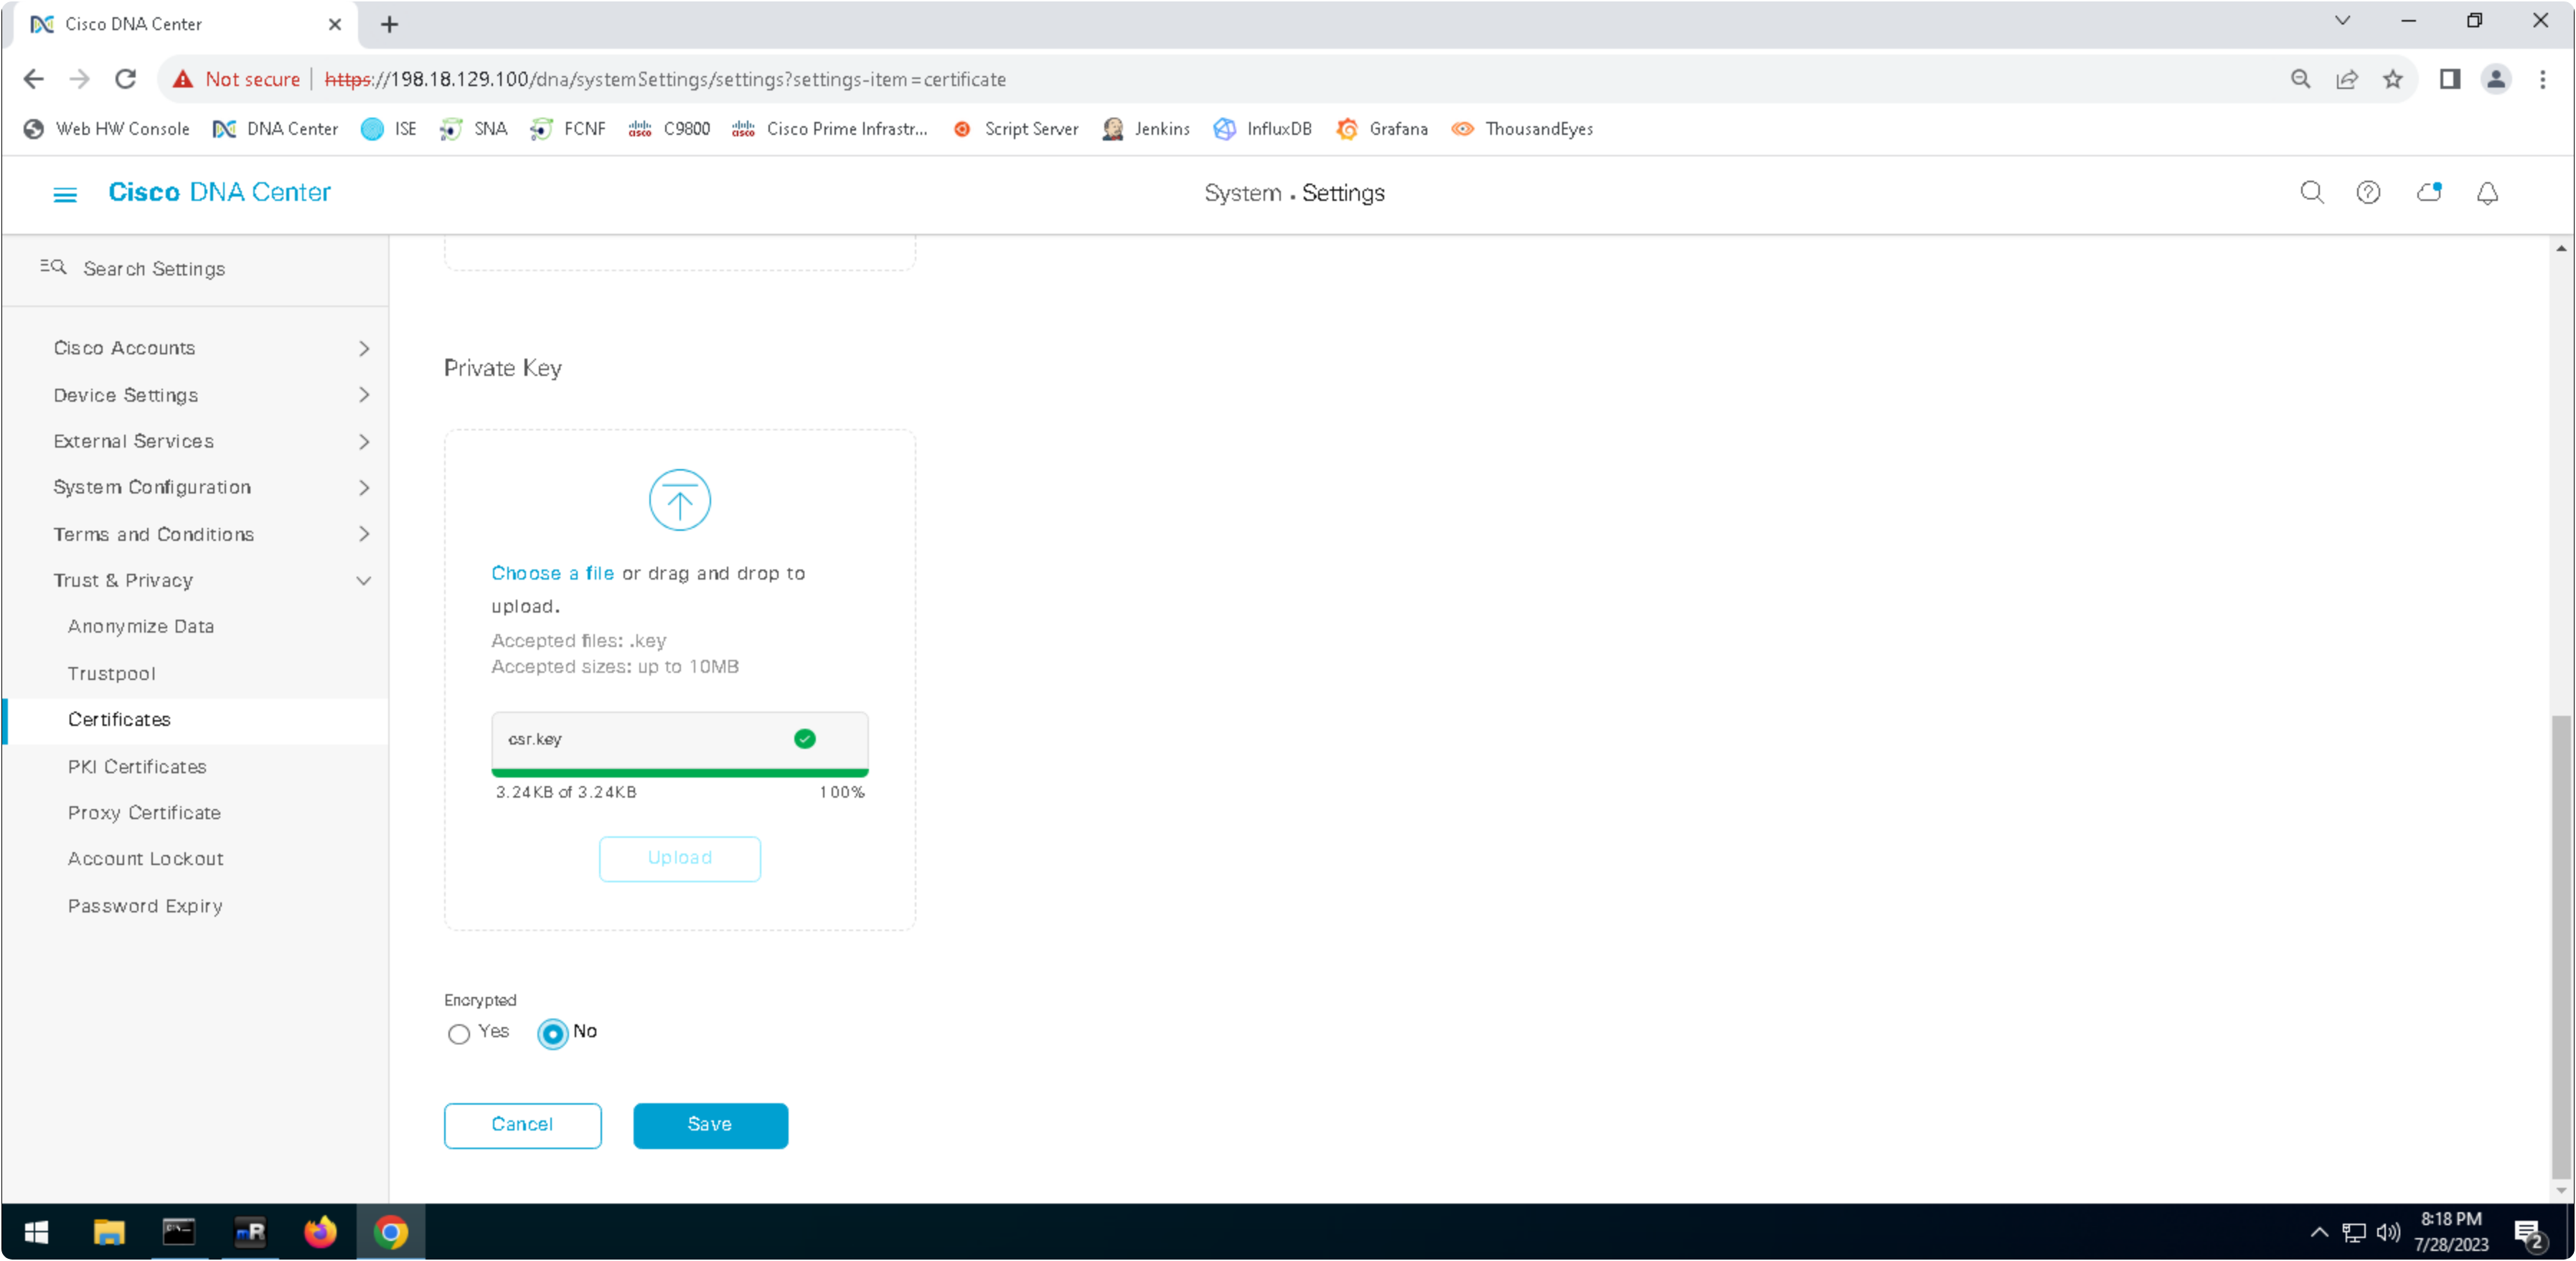 Cisco DNA Center
Not secure | https://198.18.129.100/dna/systemSettings/settings?settings-item=certificate
Web HW Console DNA Center ISE SNA FCNF C9800 Cisco Prime Infrastr... Script Server Jenkins InfluxDB Grafana ThousandEyes
Cisco DNA Center
System . Settings
Search Settings
Cisco Accounts
Device Settings
External Services
System Configuration
Terms and Conditions
Trust & Privacy
Anonymize Data
Trustpool
Certificates
PKI Certificates
Proxy Certificate
Account Lockout
Password Expiry
Private Key
Choose a file or drag and drop to
upload.
Accepted files: .key
Accepted sizes: up to 10MB
csr.key
3.24KB of 3.24KB 100%
Upload
Encrypted
Yes No
Cancel Save
mR
8:18 PM
7/28/2023
2